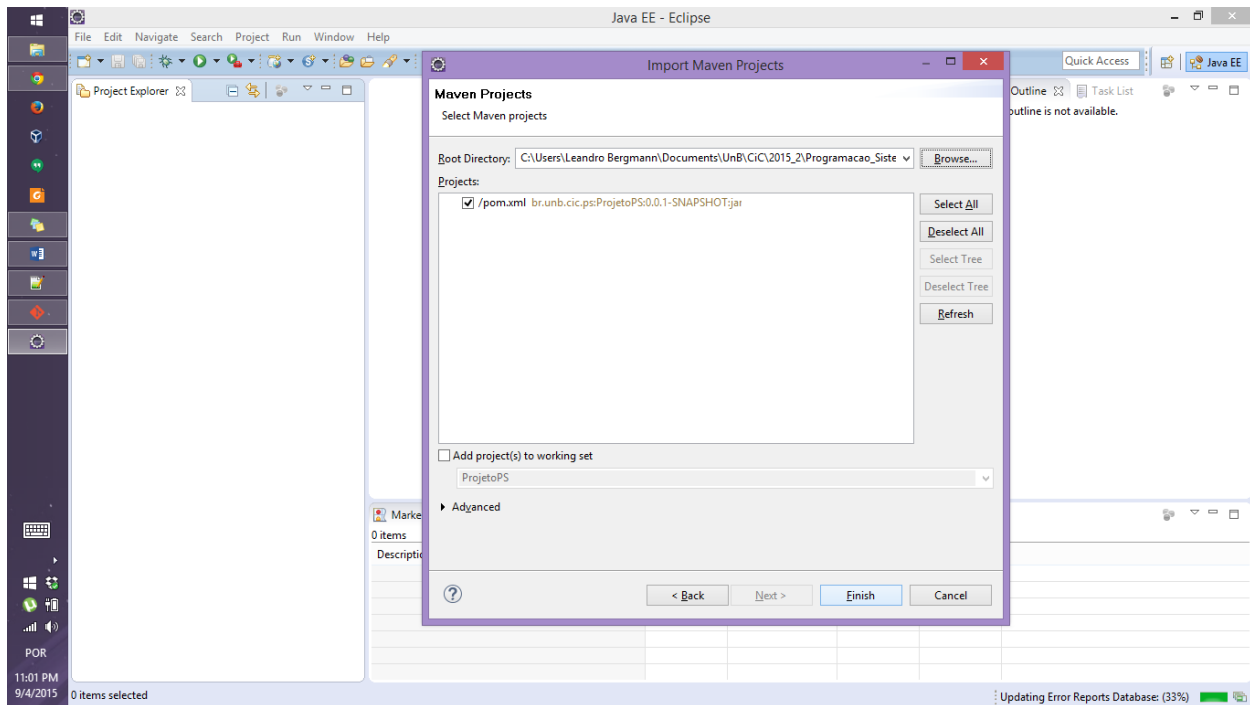 Java EE - Eclipse
File Edit Navigate Search Project Run Window Help
Quick Access
Java EE
Project Explorer
Outline
Task List
outline is not available.
Import Maven Projects
Maven Projects
Select Maven projects
Root Directory: C:\Users\Leandro Bergmann\Documents\UnB\CiC\2015_2\Programacao_Siste
Browse...
Projects:
/pom.xml br.unb.cic.ps:ProjetoPS:0.0.1-SNAPSHOT:jar
Select All
Deselect All
Select Tree
Deselect Tree
Refresh
Add project(s) to working set
ProjetoPS
Advanced
< Back
Next >
Finish
Cancel
Marke
0 items
Descriptic
POR
11:01 PM
9/4/2015
0 items selected
Updating Error Reports Database: (33%)